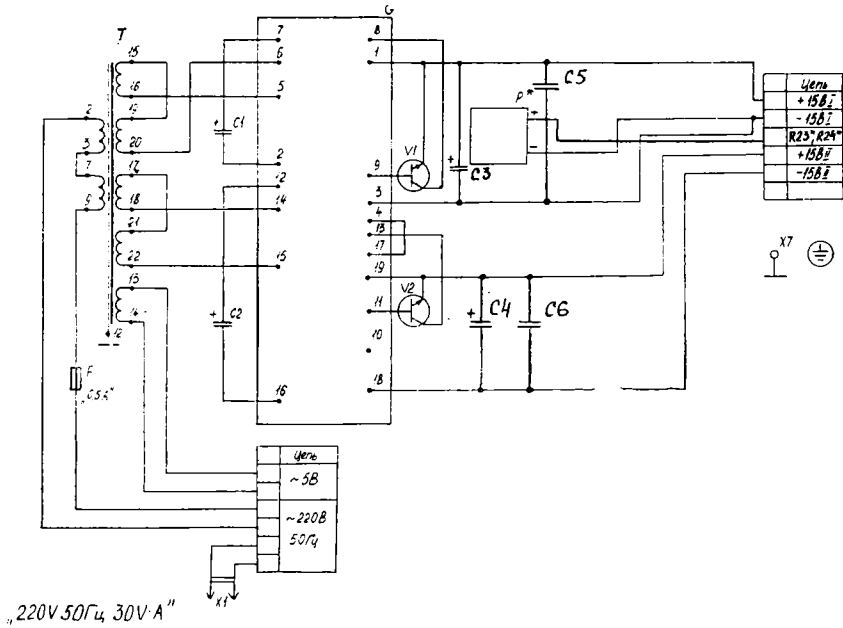 G
T
15
16
19
20
17
18
21
22
13
14
12
2
3
7
9
F
„0,5 А"
7
6
5
2
12
14
15
16
+
C1
+
C2
8
1
9
3
4
13
17
19
11
10
18
V1
V2
+
C3
P*
+
−
C5
+
C4
C6
Цепь
+15В I
-15В I
R23*, R24*
+15В II
-15В II
X7
Цепь
~5В
~220В
50Гц
X1
„220V 50Гц 30V·A"